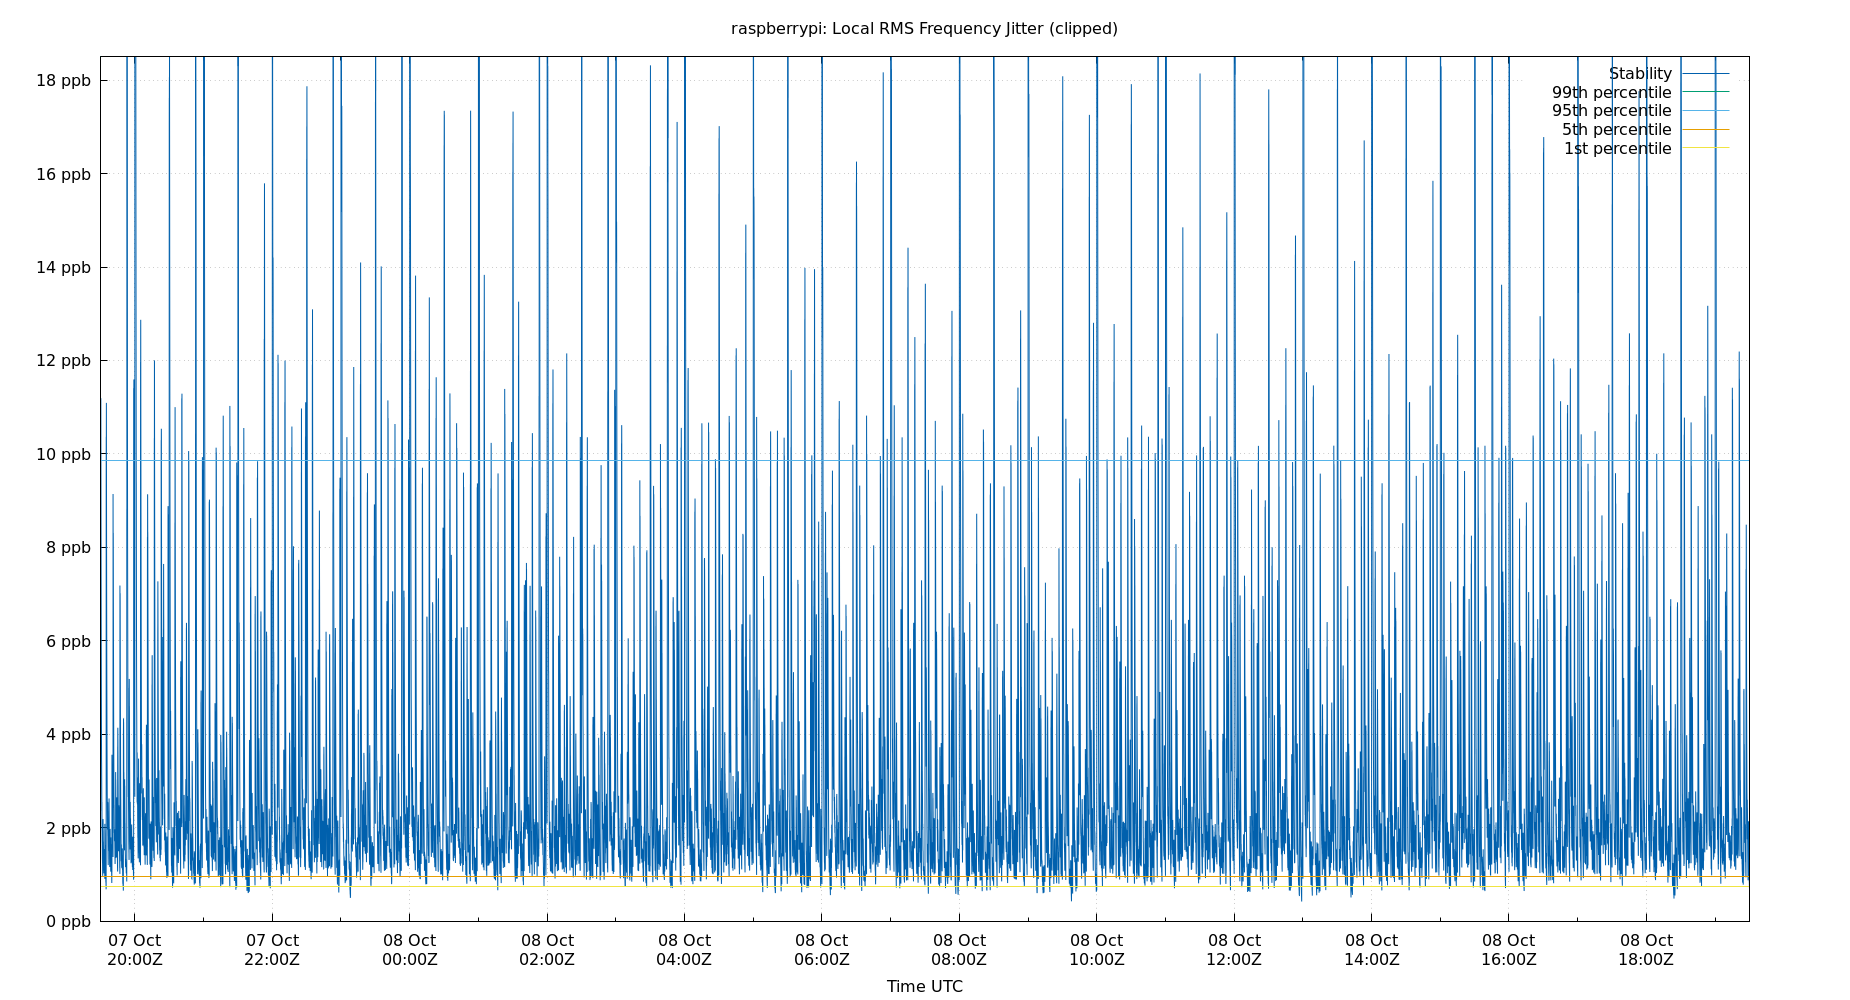 raspberrypi: Local RMS Frequency Jitter (clipped)
18 ppb
16 ppb
14 ppb
12 ppb
10 ppb
8 ppb
6 ppb
4 ppb
2 ppb
0 ppb
Stability
99th percentile
95th percentile
5th percentile
1st percentile
07 Oct 07 Oct 08 Oct 08 Oct 08 Oct 08 Oct 08 Oct 08 Oct 08 Oct 08 Oct 08 Oct 08 Oct
20:00Z 22:00Z 00:00Z 02:00Z 04:00Z 06:00Z 08:00Z 10:00Z 12:00Z 14:00Z 16:00Z 18:00Z
Time UTC